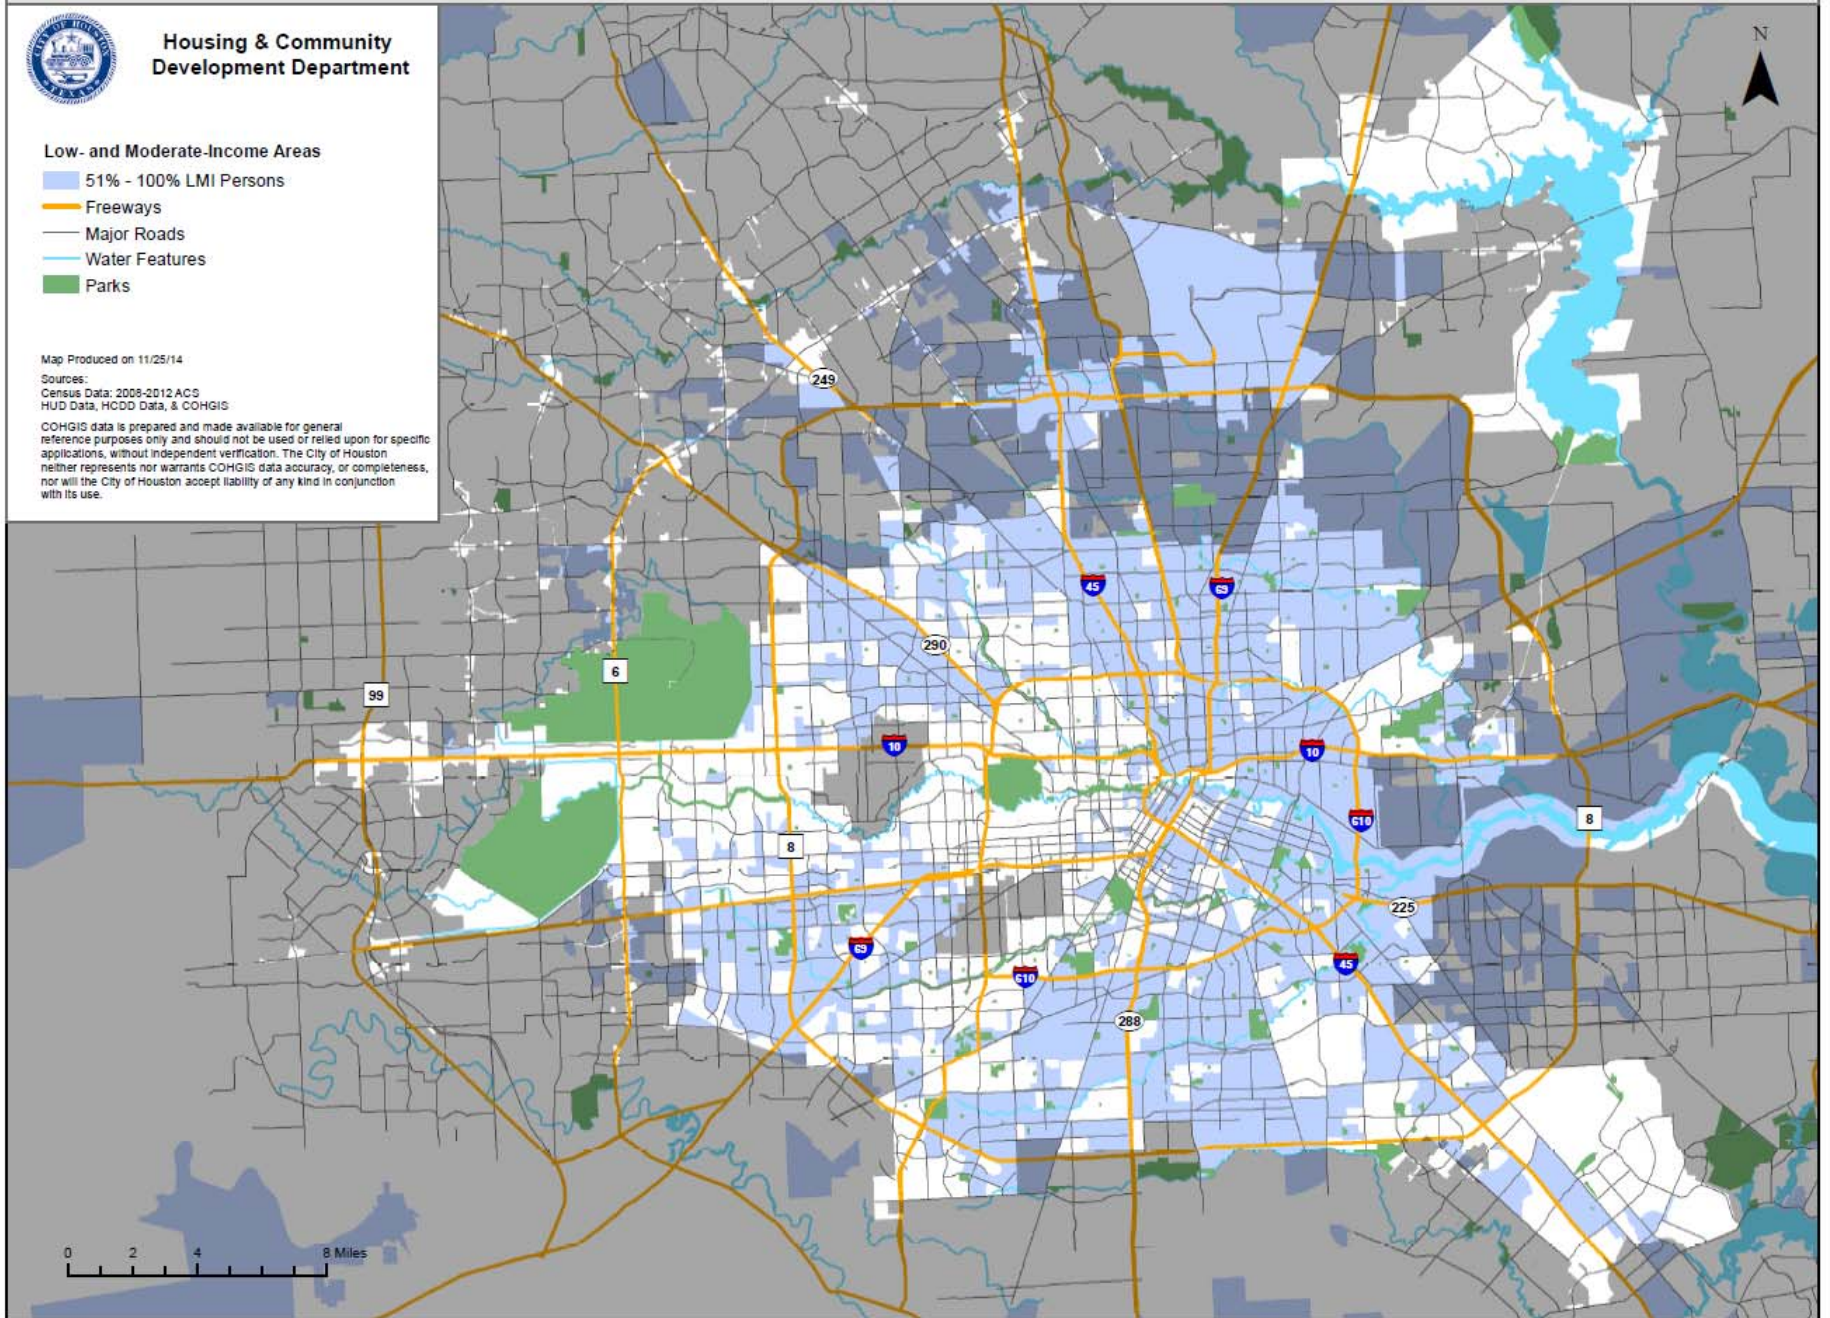 CITY OF HOUSTON
TEXAS
Housing & Community
Development Department
Low- and Moderate-Income Areas
51% - 100% LMI Persons
Freeways
Major Roads
Water Features
Parks
Map Produced on 11/25/14
Sources:
Census Data: 2008-2012 ACS
HUD Data, HCDD Data, & COHGIS
COHGIS data is prepared and made available for general
reference purposes only and should not be used or relied upon for specific
applications, without independent verification. The City of Houston
neither represents nor warrants COHGIS data accuracy, or completeness,
nor will the City of Houston accept liability of any kind in conjunction
with its use.
N
249
45
69
290
6
99
10
10
610
8
8
225
69
45
610
288
0 2 4 8 Miles